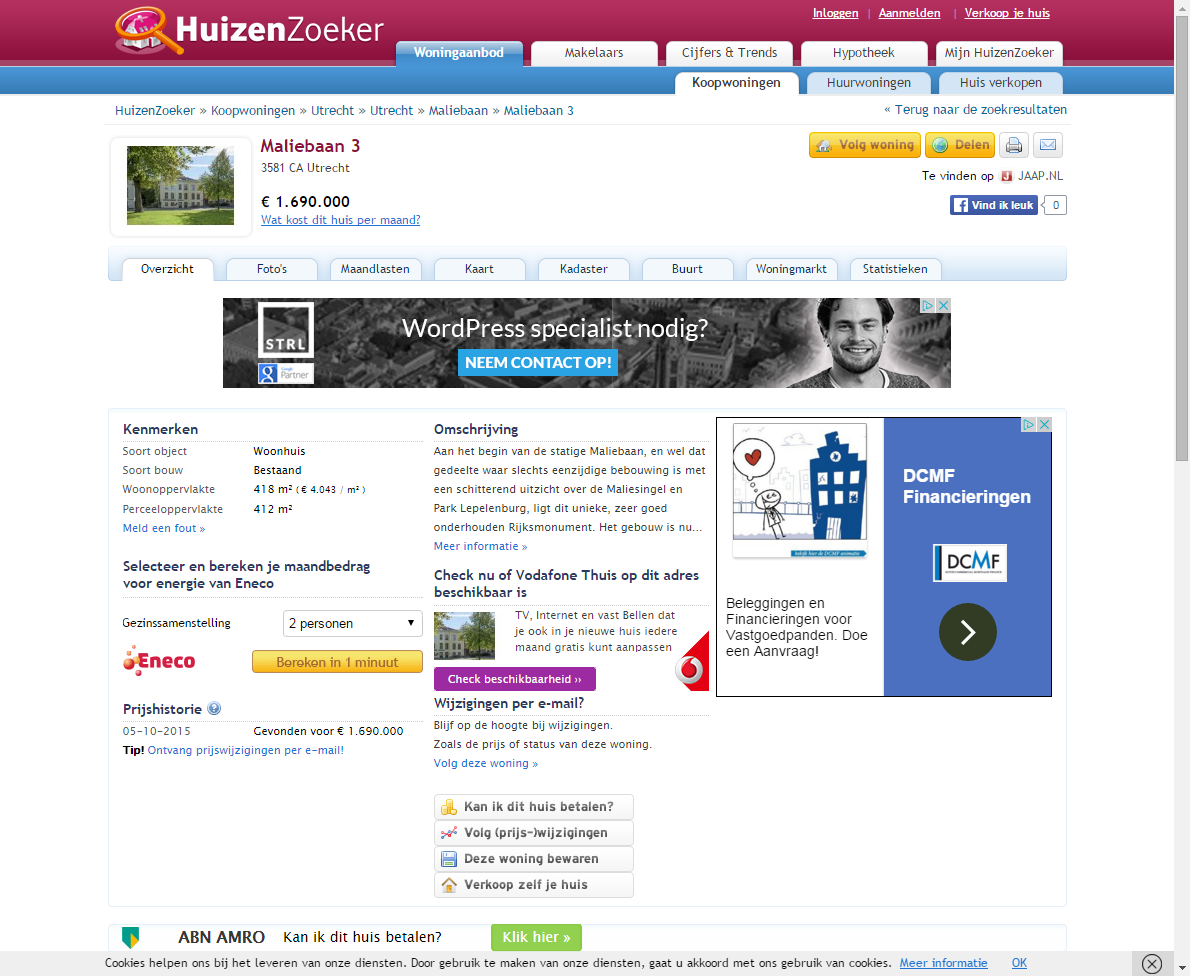 HuizenZoeker
Inloggen | Aanmelden | Verkoop je huis
Woningaanbod
Makelaars
Cijfers & Trends
Hypotheek
Mijn HuizenZoeker
Koopwoningen
Huurwoningen
Huis verkopen
HuizenZoeker » Koopwoningen » Utrecht » Utrecht » Maliebaan » Maliebaan 3
« Terug naar de zoekresultaten
Maliebaan 3
3581 CA Utrecht
€ 1.690.000
Wat kost dit huis per maand?
Volg woning
Delen
Te vinden op JAAP.NL
Vind ik leuk
0
Overzicht
Foto's
Maandlasten
Kaart
Kadaster
Buurt
Woningmarkt
Statistieken
STRL
Google Partner
WordPress specialist nodig?
NEEM CONTACT OP!
Kenmerken
Soort object Woonhuis
Soort bouw Bestaand
Woonoppervlakte 418 m² ( € 4.043 / m² )
Perceeloppervlakte 412 m²
Meld een fout »
Selecteer en bereken je maandbedrag
voor energie van Eneco
Gezinssamenstelling
2 personen
Eneco
Bereken in 1 minuut
Prijshistorie
05-10-2015 Gevonden voor € 1.690.000
Tip! Ontvang prijswijzigingen per e-mail!
Omschrijving
Aan het begin van de statige Maliebaan, en wel dat
gedeelte waar slechts eenzijdige bebouwing is met
een schitterend uitzicht over de Maliesingel en
Park Lepelenburg, ligt dit unieke, zeer goed
onderhouden Rijksmonument. Het gebouw is nu...
Meer informatie »
Check nu of Vodafone Thuis op dit adres
beschikbaar is
TV, Internet en vast Bellen dat
je ook in je nieuwe huis iedere
maand gratis kunt aanpassen
Check beschikbaarheid ››
Wijzigingen per e-mail?
Blijf op de hoogte bij wijzigingen.
Zoals de prijs of status van deze woning.
Volg deze woning »
Kan ik dit huis betalen?
Volg (prijs-)wijzigingen
Deze woning bewaren
Verkoop zelf je huis
bekijk hier de DCMF animatie
Beleggingen en
Financieringen voor
Vastgoedpanden. Doe
een Aanvraag!
DCMF
Financieringen
DCMF
ABN AMRO Kan ik dit huis betalen?
Klik hier »
Cookies helpen ons bij het leveren van onze diensten. Door gebruik te maken van onze diensten, gaat u akkoord met ons gebruik van cookies. Meer informatie OK